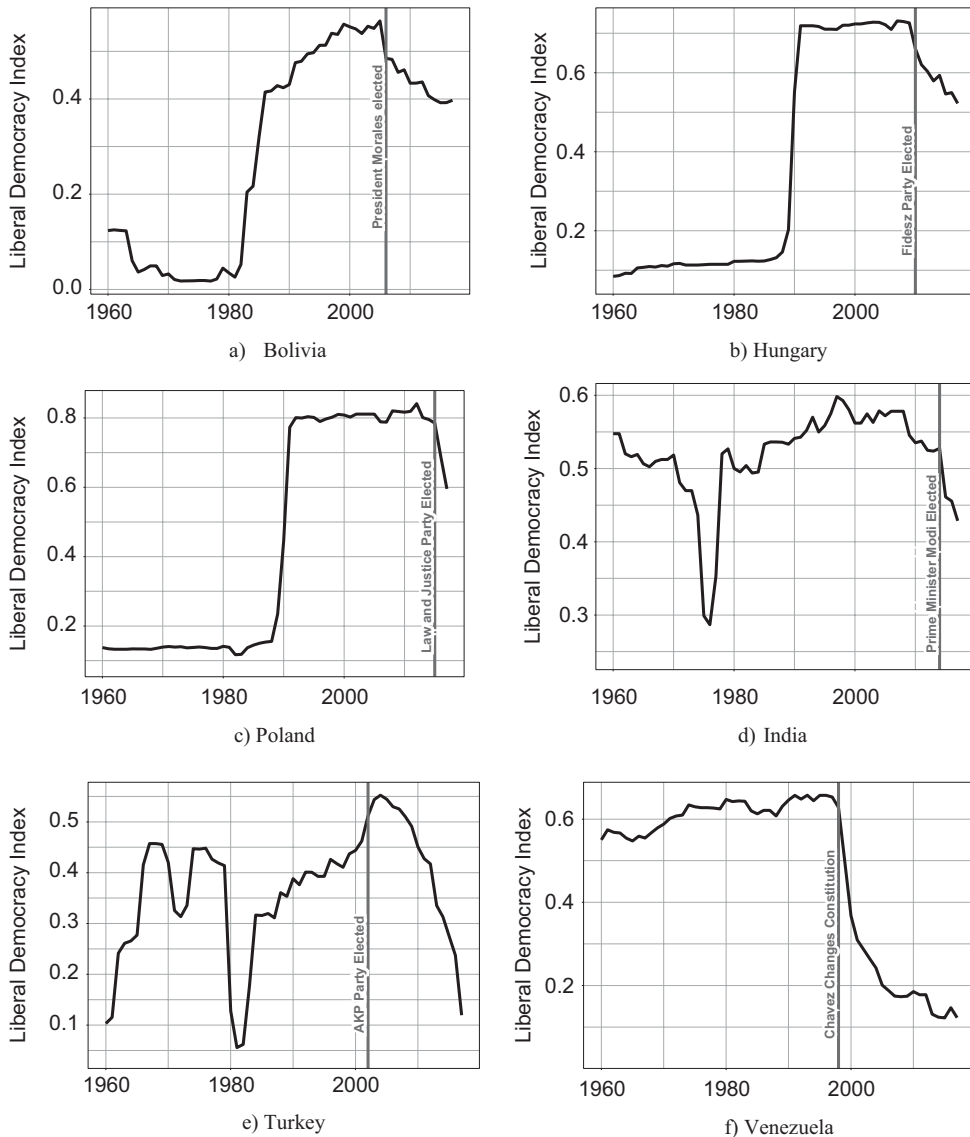 Liberal Democracy Index
0.4
0.2
0.0
President Morales elected
1960
1980
2000
a) Bolivia
Liberal Democracy Index
0.6
0.4
0.2
Fidesz Party Elected
1960
1980
2000
b) Hungary
Liberal Democracy Index
0.8
0.6
0.4
0.2
Law and Justice Party Elected
1960
1980
2000
c) Poland
Liberal Democracy Index
0.6
0.5
0.4
0.3
Prime Minister Modi Elected
1960
1980
2000
d) India
Liberal Democracy Index
0.5
0.4
0.3
0.2
0.1
AKP Party Elected
1960
1980
2000
e) Turkey
Liberal Democracy Index
0.6
0.4
0.2
Chavez Changes Constitution
1960
1980
2000
f) Venezuela